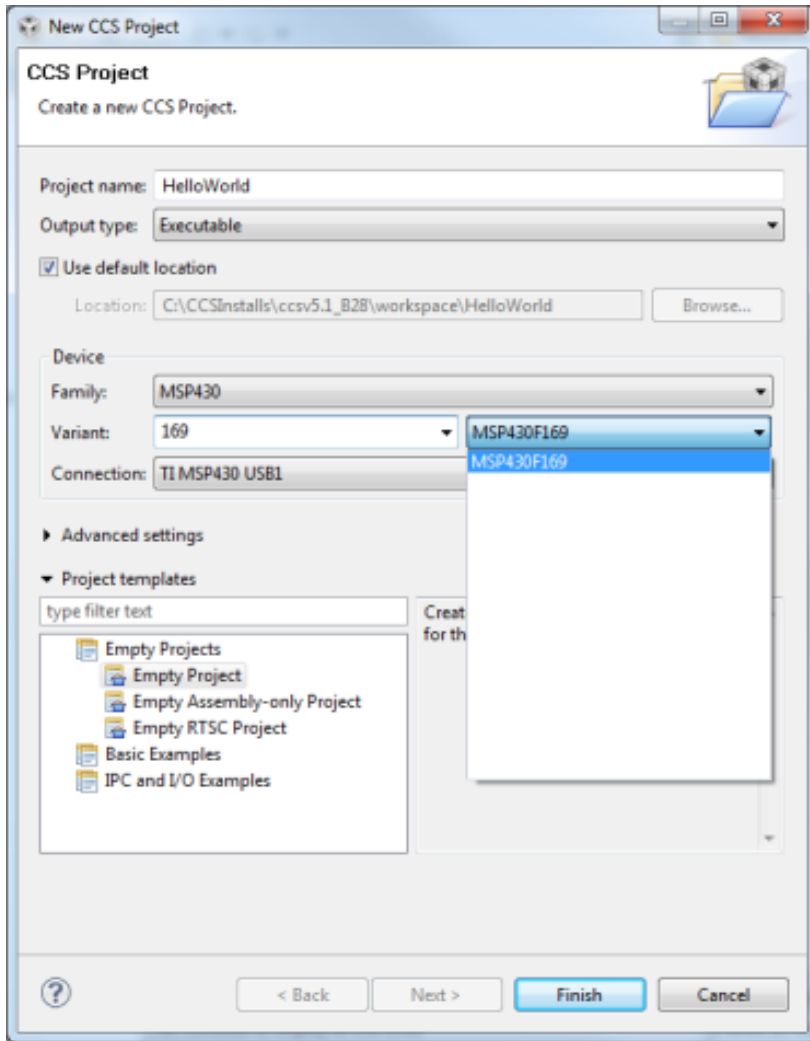 New CCS Project
CCS Project
Create a new CCS Project.
Project name: HelloWorld
Output type: Executable
Use default location
Location: C:\CCSInstalls\ccsv5.1_B28\workspace\HelloWorld Browse...
Device
Family: MSP430
Variant: 169 MSP430F169
MSP430F169
Connection: TI MSP430 USB1
Advanced settings
Project templates
type filter text
Creat
for th
Empty Projects
Empty Project
Empty Assembly-only Project
Empty RTSC Project
Basic Examples
IPC and I/O Examples
? < Back Next > Finish Cancel